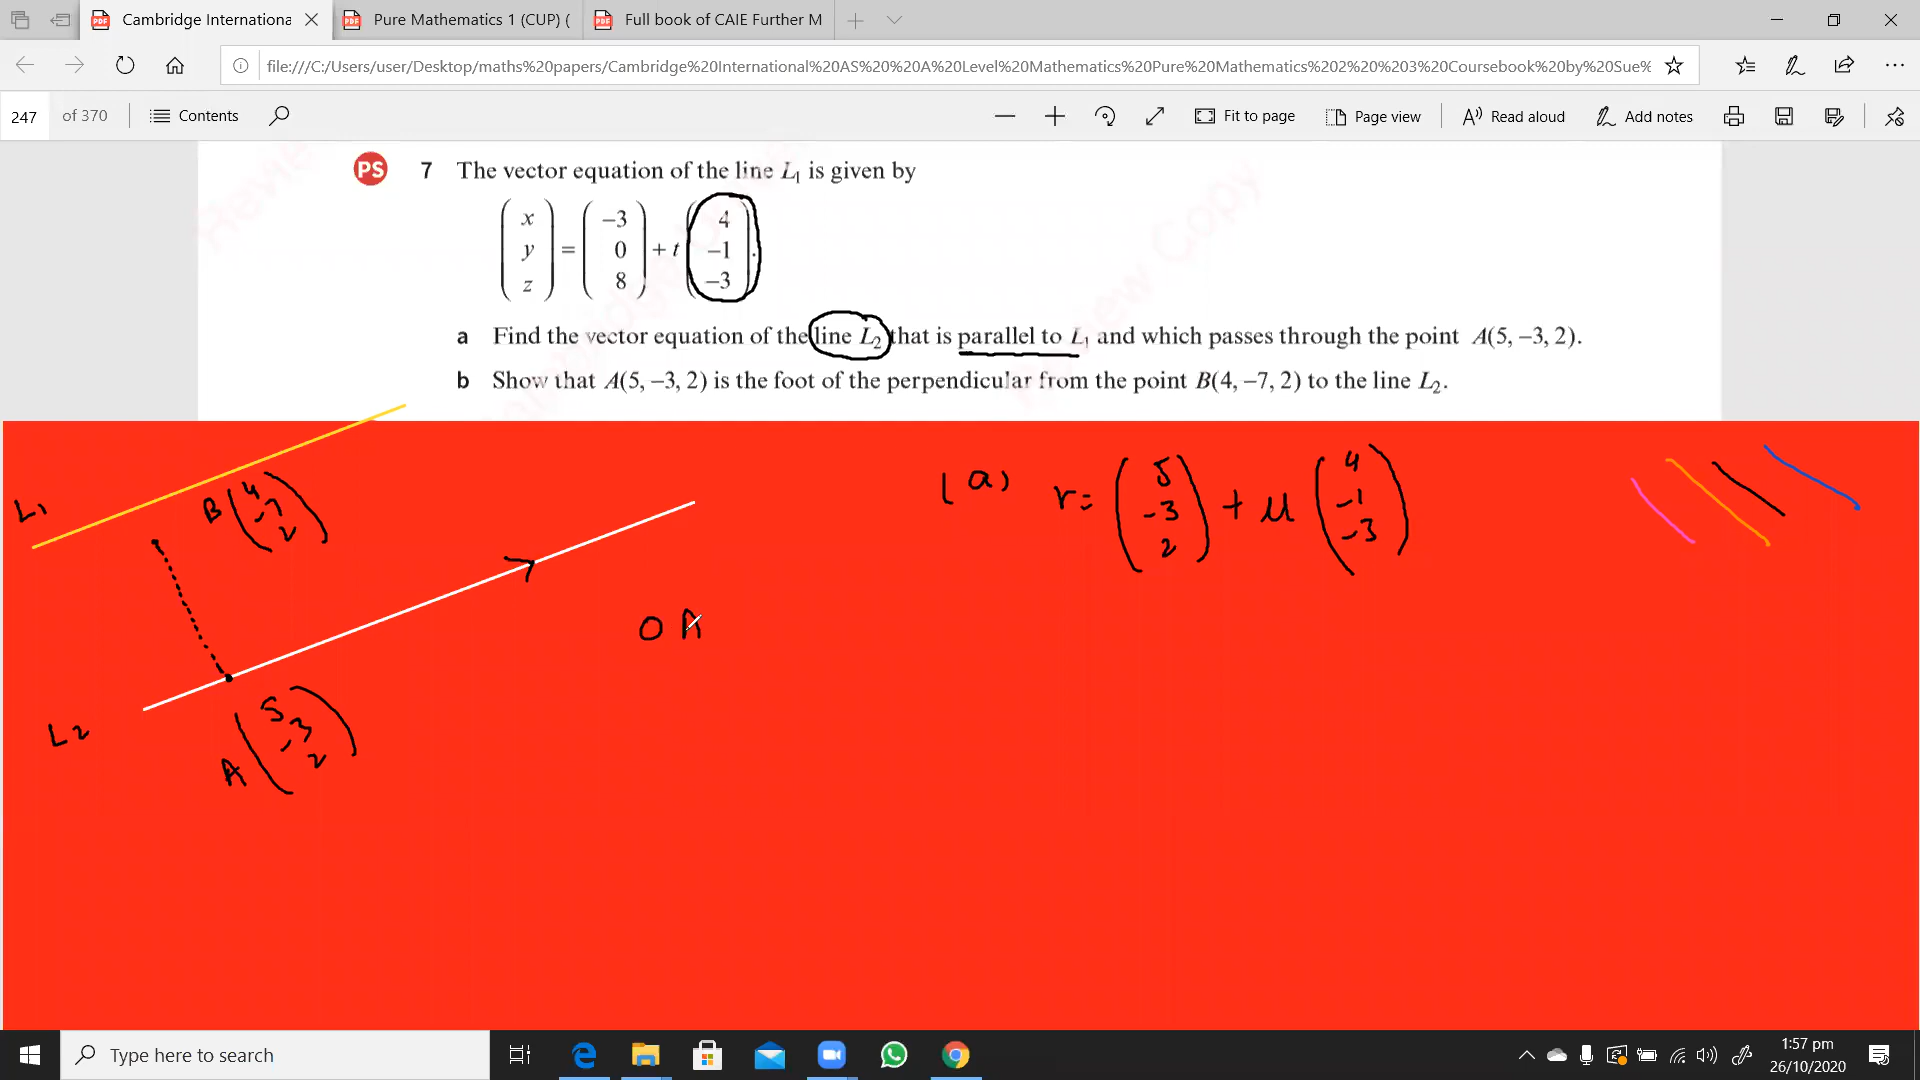 Cambridge Internationa
Pure Mathematics 1 (CUP) (
Full book of CAIE Further M
file:///C:/Users/user/Desktop/maths%20papers/Cambridge%20International%20AS%20%20A%20Level%20Mathematics%20Pure%20Mathematics%202%20%203%20Coursebook%20by%20Sue%
247 of 370
Contents
Fit to page
Page view
Read aloud
Add notes
PS 7 The vector equation of the line L₁ is given by
x
y
z
=
−3
0
8
+ t
4
−1
−3
.
a Find the vector equation of the line L₂ that is parallel to L₁ and which passes through the point A(5, −3, 2).
b Show that A(5, −3, 2) is the foot of the perpendicular from the point B(4, −7, 2) to the line L₂.
L1
B
4
-7
2
(a) r =
5
-3
2
+ μ
4
-1
-3
O A
L2
A
5
-3
2
Type here to search
1:57 pm
26/10/2020